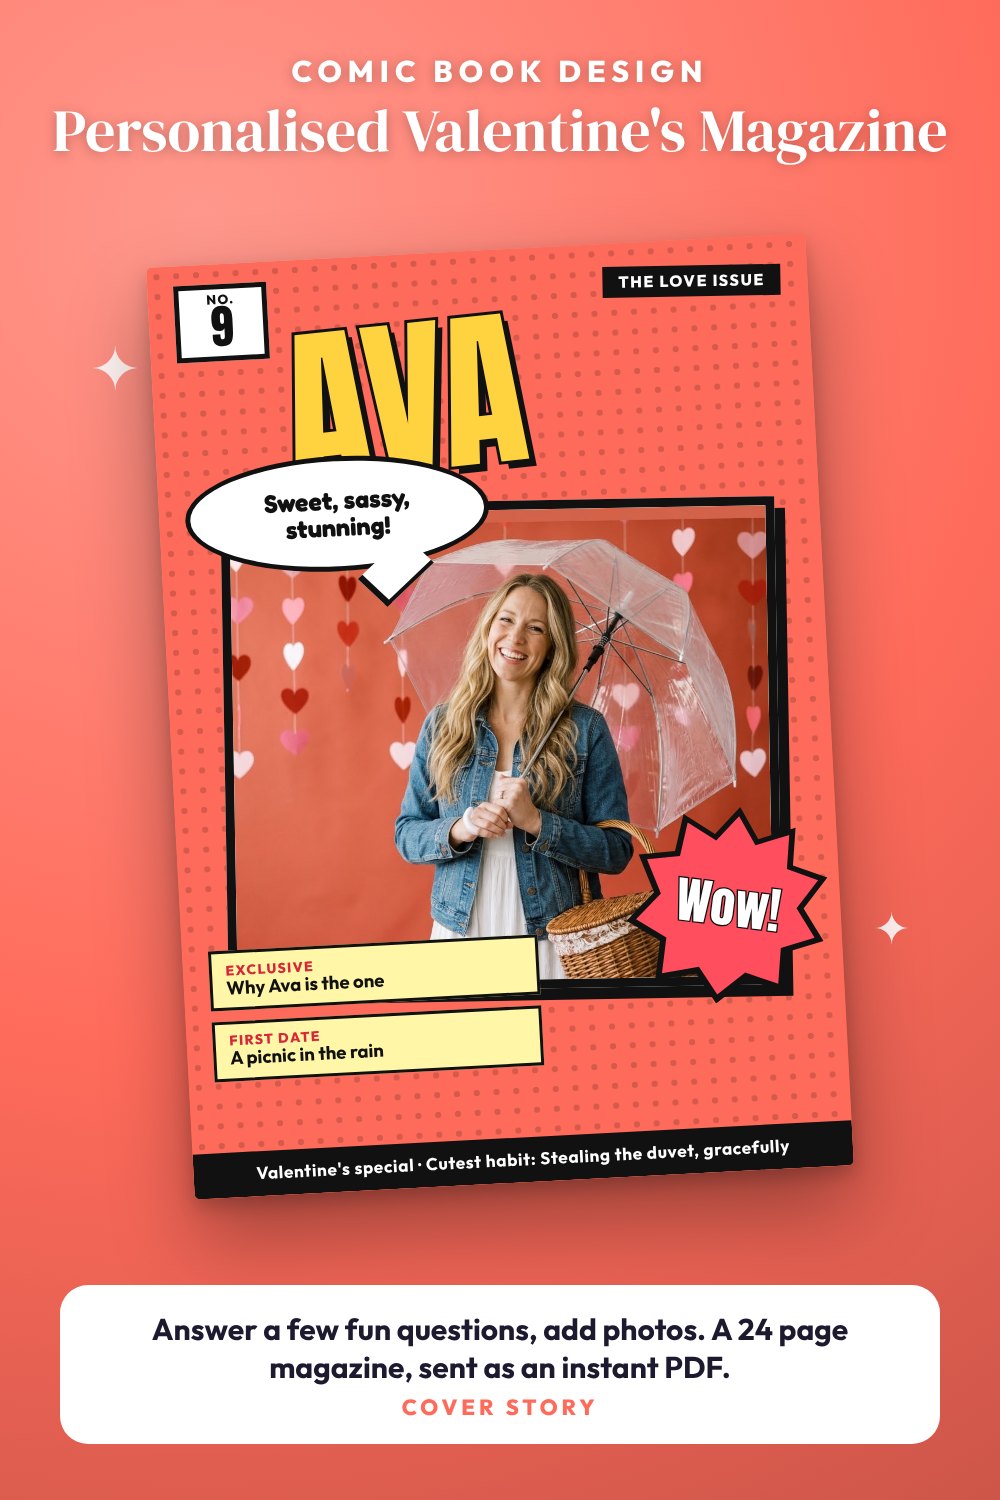 COMIC BOOK DESIGN
Personalised Valentine's Magazine
NO.
9
THE LOVE ISSUE
AVA
Sweet, sassy,
stunning!
Wow!
EXCLUSIVE
Why Ava is the one
FIRST DATE
A picnic in the rain
Valentine's special · Cutest habit: Stealing the duvet, gracefully
Answer a few fun questions, add photos. A 24 page
magazine, sent as an instant PDF.
COVER STORY